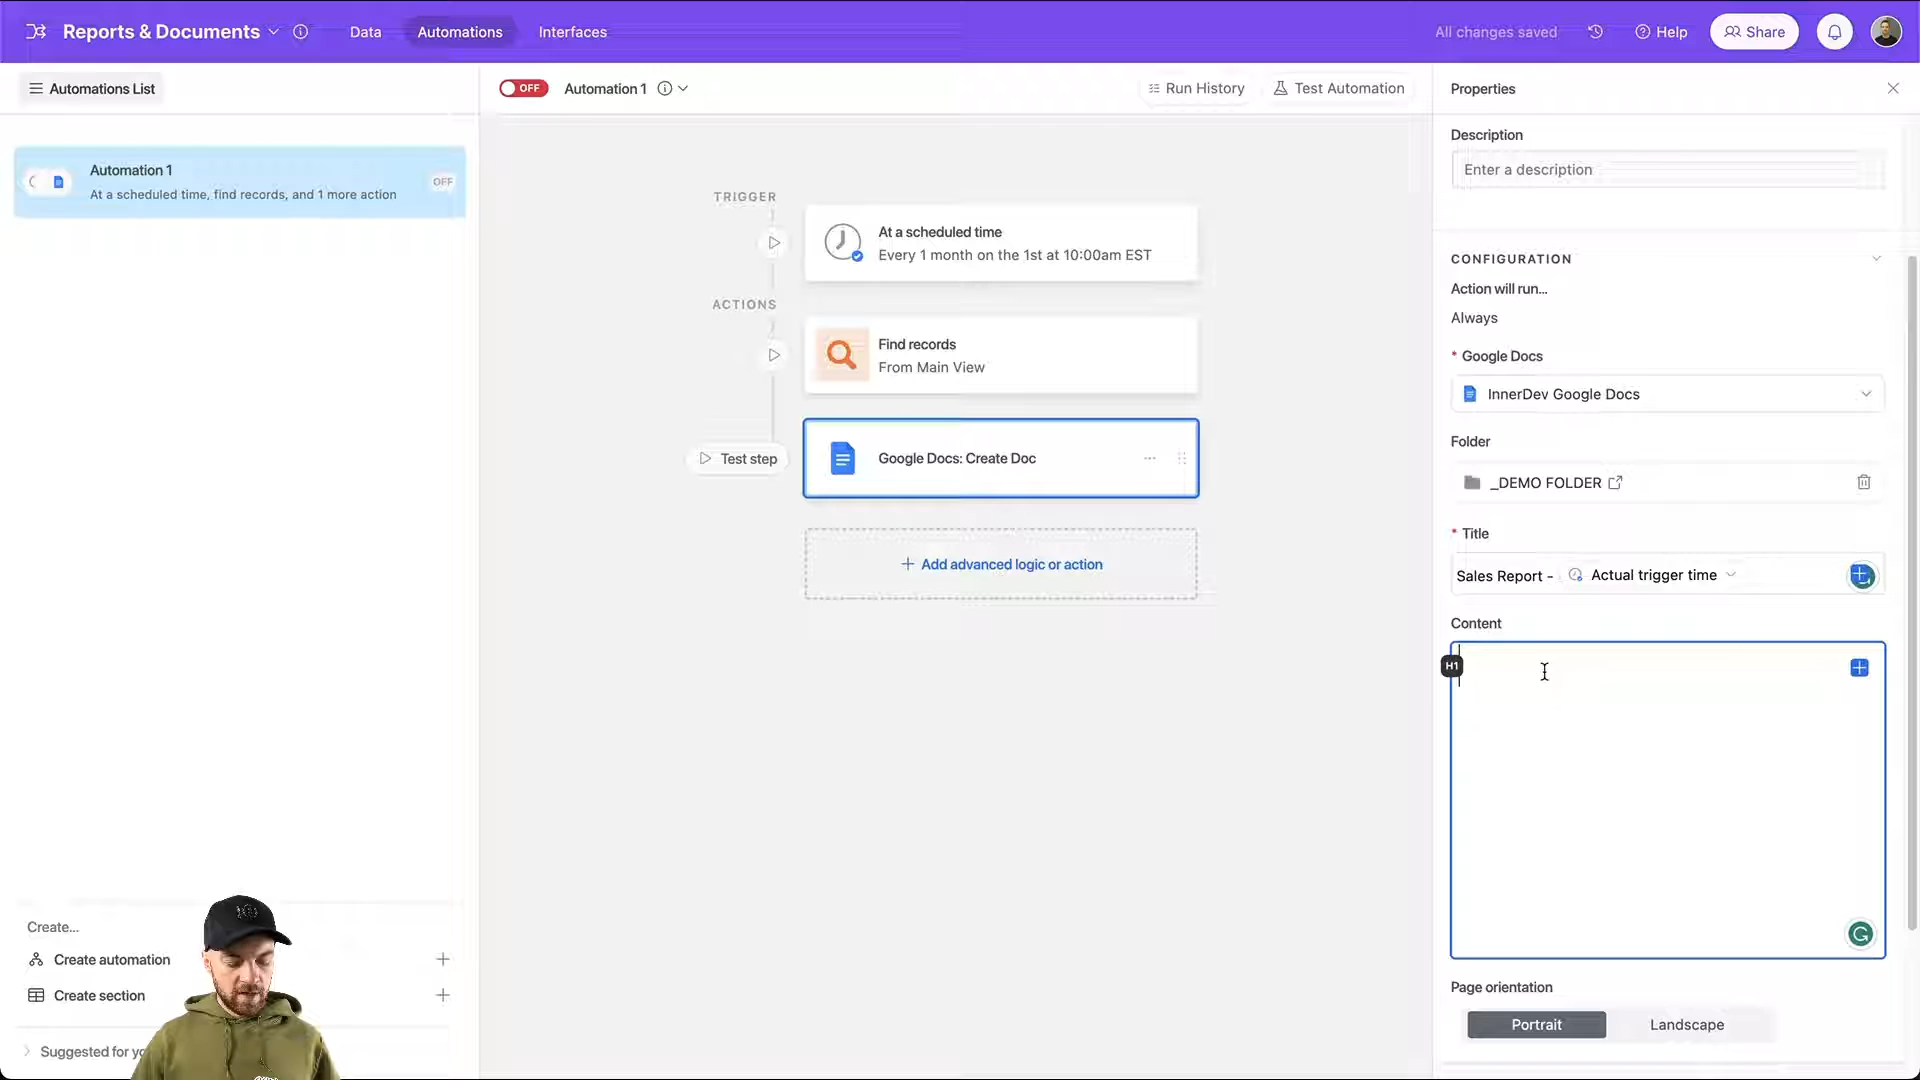 Reports & Documents
Data
Automations
Interfaces
All changes saved
Help
Share
Automations List
OFF
Automation 1
Run History
Test Automation
Properties
Automation 1
At a scheduled time, find records, and 1 more action
OFF
TRIGGER
At a scheduled time
Every 1 month on the 1st at 10:00am EST
ACTIONS
Find records
From Main View
Test step
Google Docs: Create Doc
Add advanced logic or action
Description
Enter a description
CONFIGURATION
Action will run...
Always
* Google Docs
InnerDev Google Docs
Folder
_DEMO FOLDER
* Title
Sales Report - Actual trigger time
Content
H1
Page orientation
Portrait
Landscape
Create...
Create automation
Create section
Suggested for yo